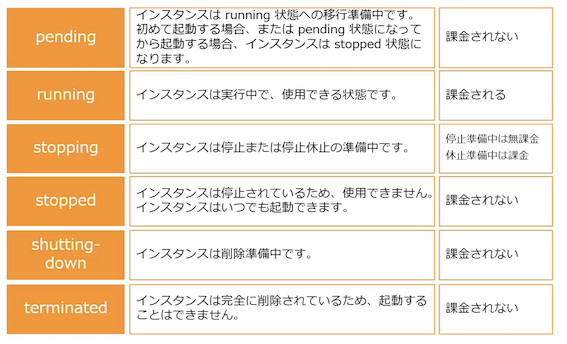 pending
インスタンスは running 状態への移行準備中です。
初めて起動する場合、または pending 状態になって
から起動する場合、インスタンスは stopped 状態に
なります。
課金されない
running
インスタンスは実行中で、使用できる状態です。
課金される
stopping
インスタンスは停止または停止休止の準備中です。
停止準備中は無課金
休止準備中は課金
stopped
インスタンスは停止されているため、使用できません。
インスタンスはいつでも起動できます。
課金されない
shutting-
down
インスタンスは削除準備中です。
課金されない
terminated
インスタンスは完全に削除されているため、起動する
ことはできません。
課金されない